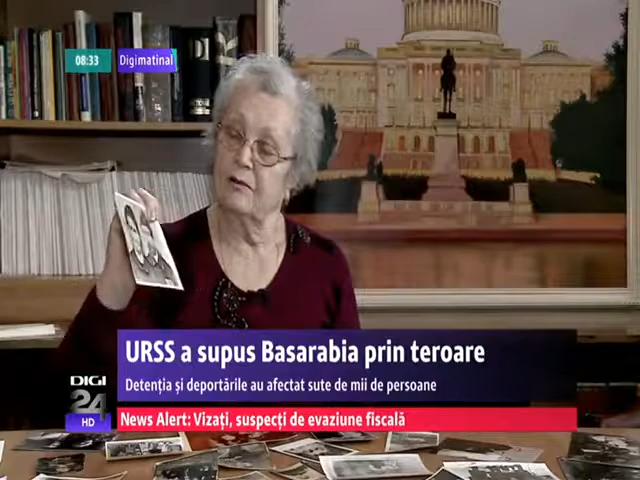 08:33
Digimatinal
URSS a supus Basarabia prin teroare
Detenția și deportările au afectat sute de mii de persoane
DIGI
24
HD
News Alert: Vizați, suspecți de evaziune fiscală